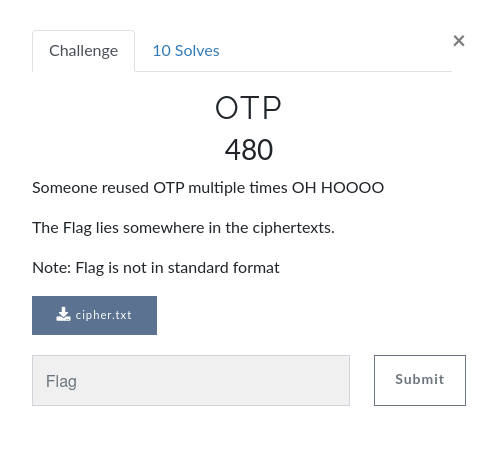 Challenge
10 Solves
×
OTP
480
Someone reused OTP multiple times OH HOOOO
The Flag lies somewhere in the ciphertexts.
Note: Flag is not in standard format
cipher.txt
Flag
Submit